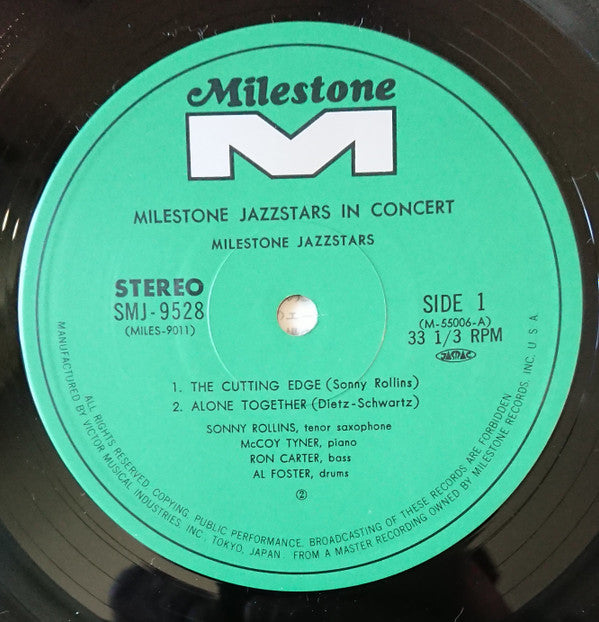 Milestone
M
MILESTONE JAZZSTARS IN CONCERT
MILESTONE JAZZSTARS
STEREO
SMJ-9528
(MILES-9011)
SIDE 1
(M-55006-A)
33 1/3 RPM
JASRAC
1. THE CUTTING EDGE (Sonny Rollins)
2. ALONE TOGETHER (Dietz-Schwartz)
SONNY ROLLINS, tenor saxophone
McCOY TYNER, piano
RON CARTER, bass
AL FOSTER, drums
②
ALL RIGHTS RESERVED. COPYING. PUBLIC PERFORMANCE. BROADCASTING OF THESE RECORDS ARE FORBIDDEN
MANUFACTURED BY VICTOR MUSICAL INDUSTRIES INC. TOKYO, JAPAN. FROM A MASTER RECORDING OWNED BY MILESTONE RECORDS, INC, U.S.A.